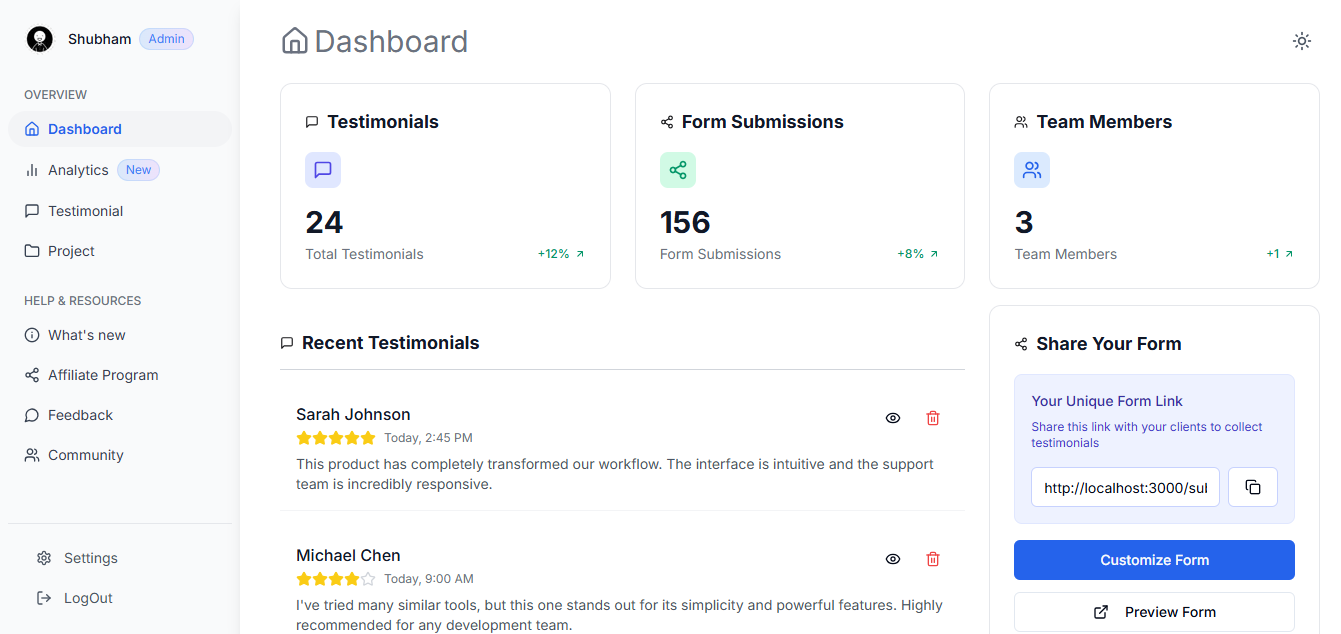 Shubham Admin
OVERVIEW
Dashboard
Analytics New
Testimonial
Project
HELP & RESOURCES
What's new
Affiliate Program
Feedback
Community
Settings
LogOut
Dashboard
Testimonials
24
Total Testimonials +12%
Form Submissions
156
Form Submissions +8%
Team Members
3
Team Members +1
Recent Testimonials
Sarah Johnson
Today, 2:45 PM
This product has completely transformed our workflow. The interface is intuitive and the support
team is incredibly responsive.
Michael Chen
Today, 9:00 AM
I've tried many similar tools, but this one stands out for its simplicity and powerful features. Highly
recommended for any development team.
Share Your Form
Your Unique Form Link
Share this link with your clients to collect
testimonials
http://localhost:3000/sul
Customize Form
Preview Form